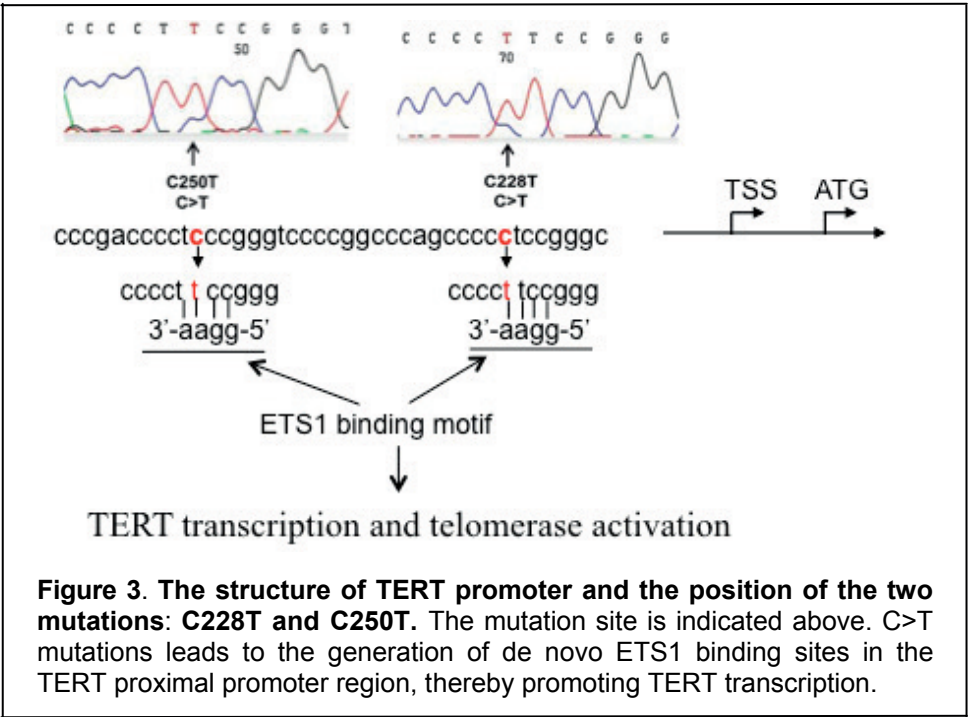 C C C C T T C C G G G T
50
C C C C T T C C G G G
70
C250T
C>T
C228T
C>T
TSS ATG
cccgacccctcccgggtccccggcccagccccctccgggc
cccct t ccggg
cccct tccggg
3'-aagg-5'
3'-aagg-5'
ETS1 binding motif
TERT transcription and telomerase activation
Figure 3. The structure of TERT promoter and the position of the two
mutations: C228T and C250T. The mutation site is indicated above. C>T
mutations leads to the generation of de novo ETS1 binding sites in the
TERT proximal promoter region, thereby promoting TERT transcription.